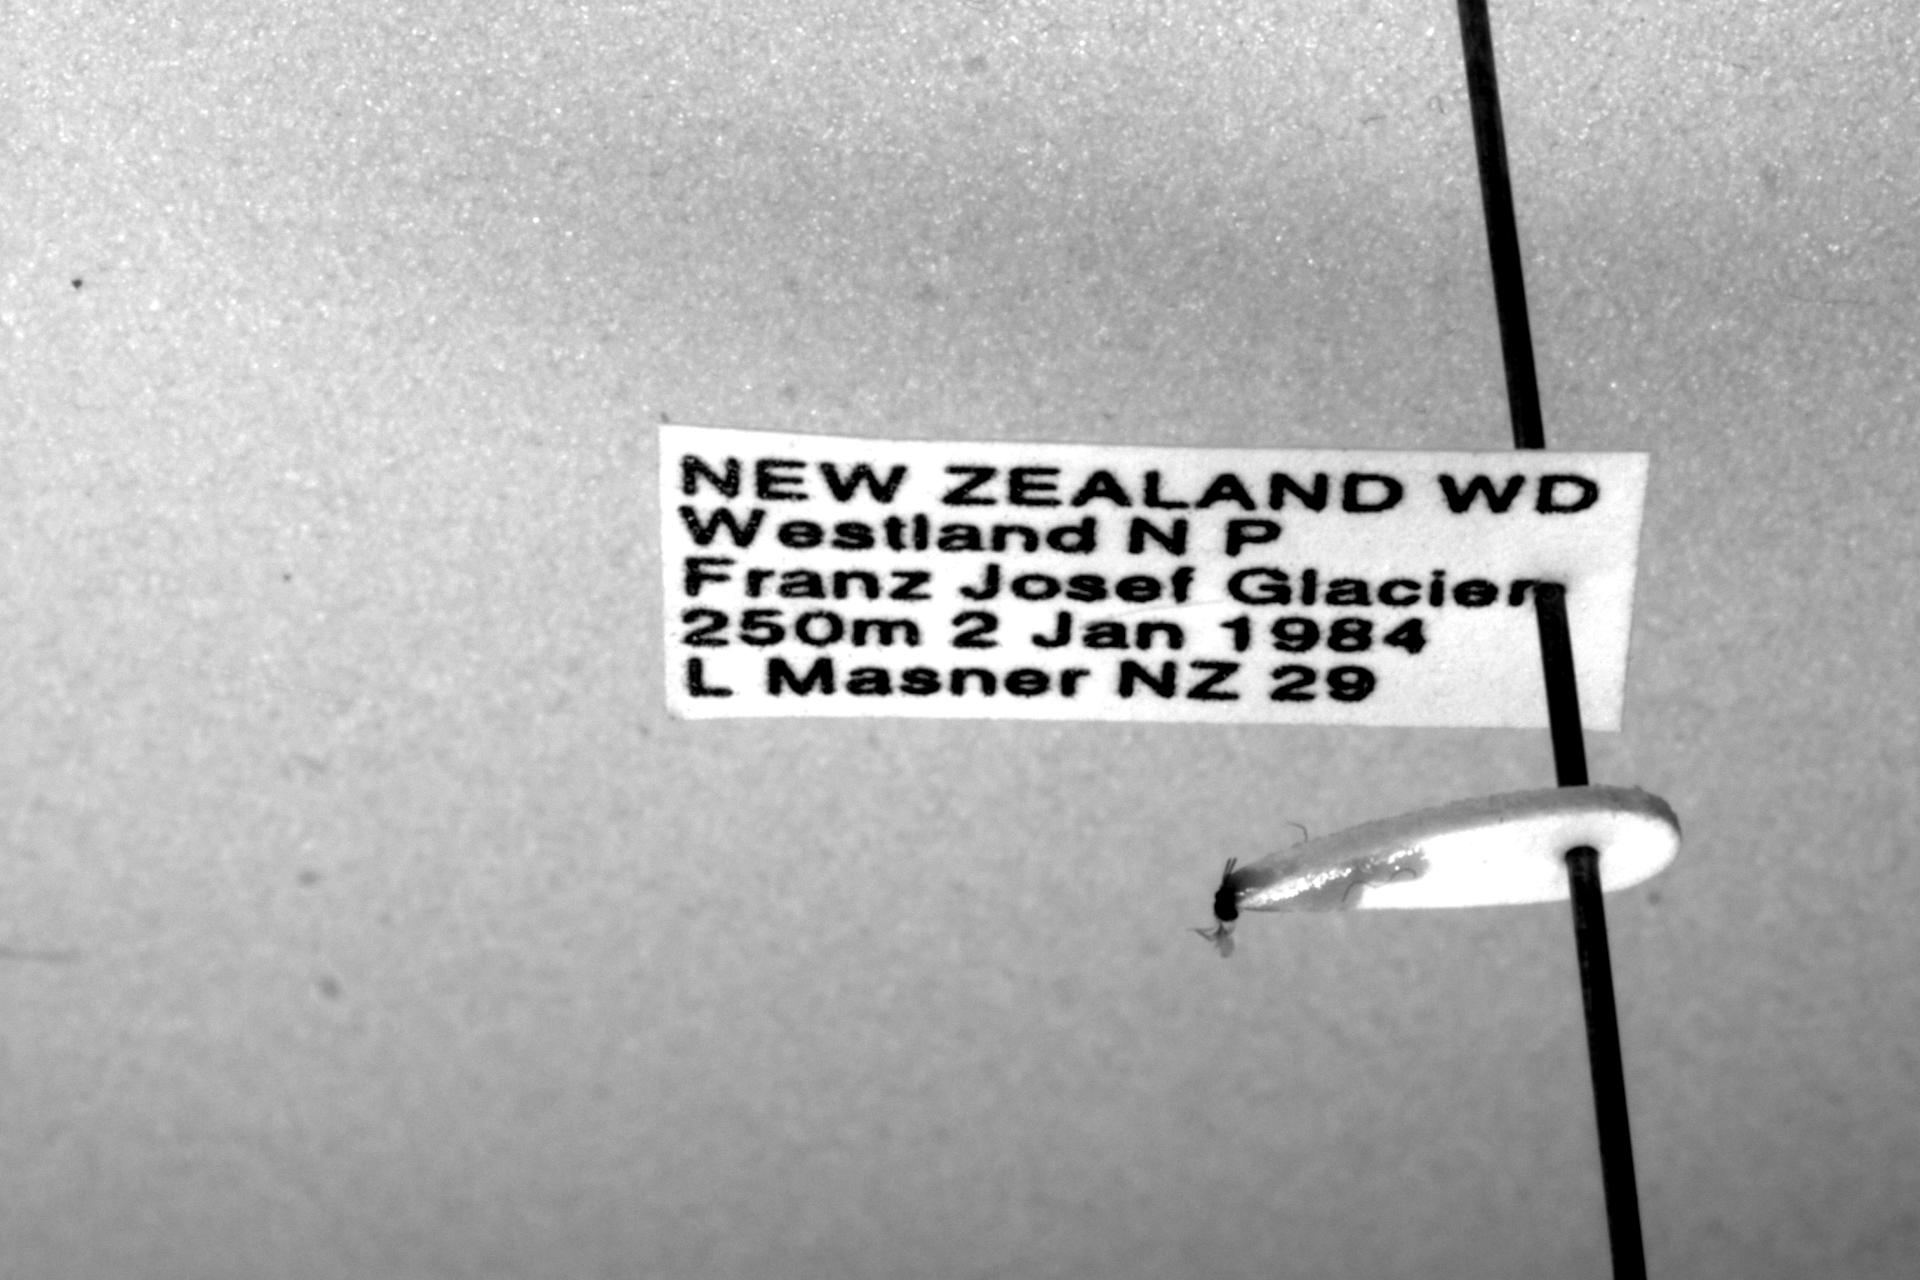 NEW ZEALAND WD
Westland N P
Franz Josef Glacier
250m 2 Jan 1984
L Masner NZ 29